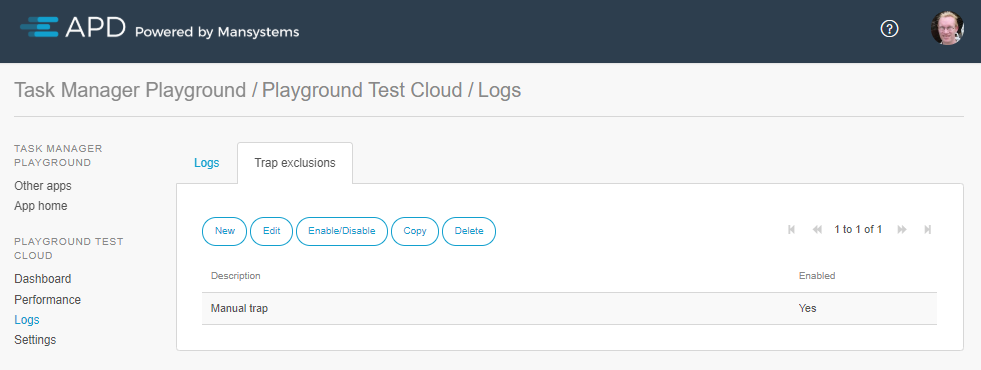 APD Powered by Mansystems
?
Task Manager Playground / Playground Test Cloud / Logs
TASK MANAGER
PLAYGROUND
Other apps
App home
PLAYGROUND TEST
CLOUD
Dashboard
Performance
Logs
Settings
Logs Trap exclusions
New Edit Enable/Disable Copy Delete 1 to 1 of 1
Description Enabled
Manual trap Yes